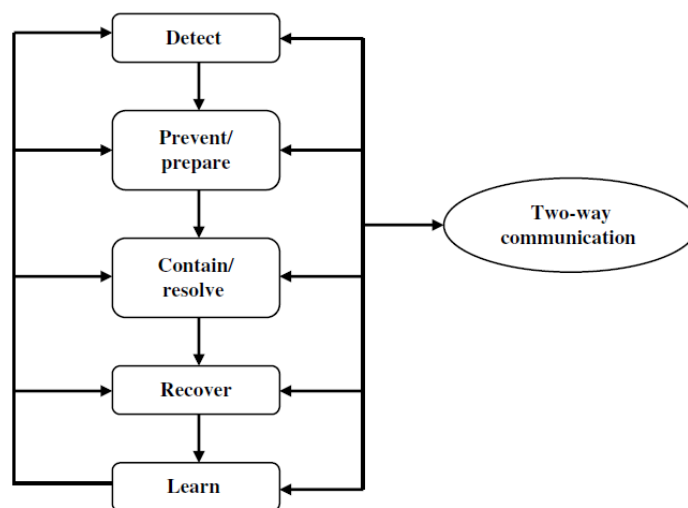 Detect
Prevent/
prepare
Two-way
communication
Contain/
resolve
Recover
Learn